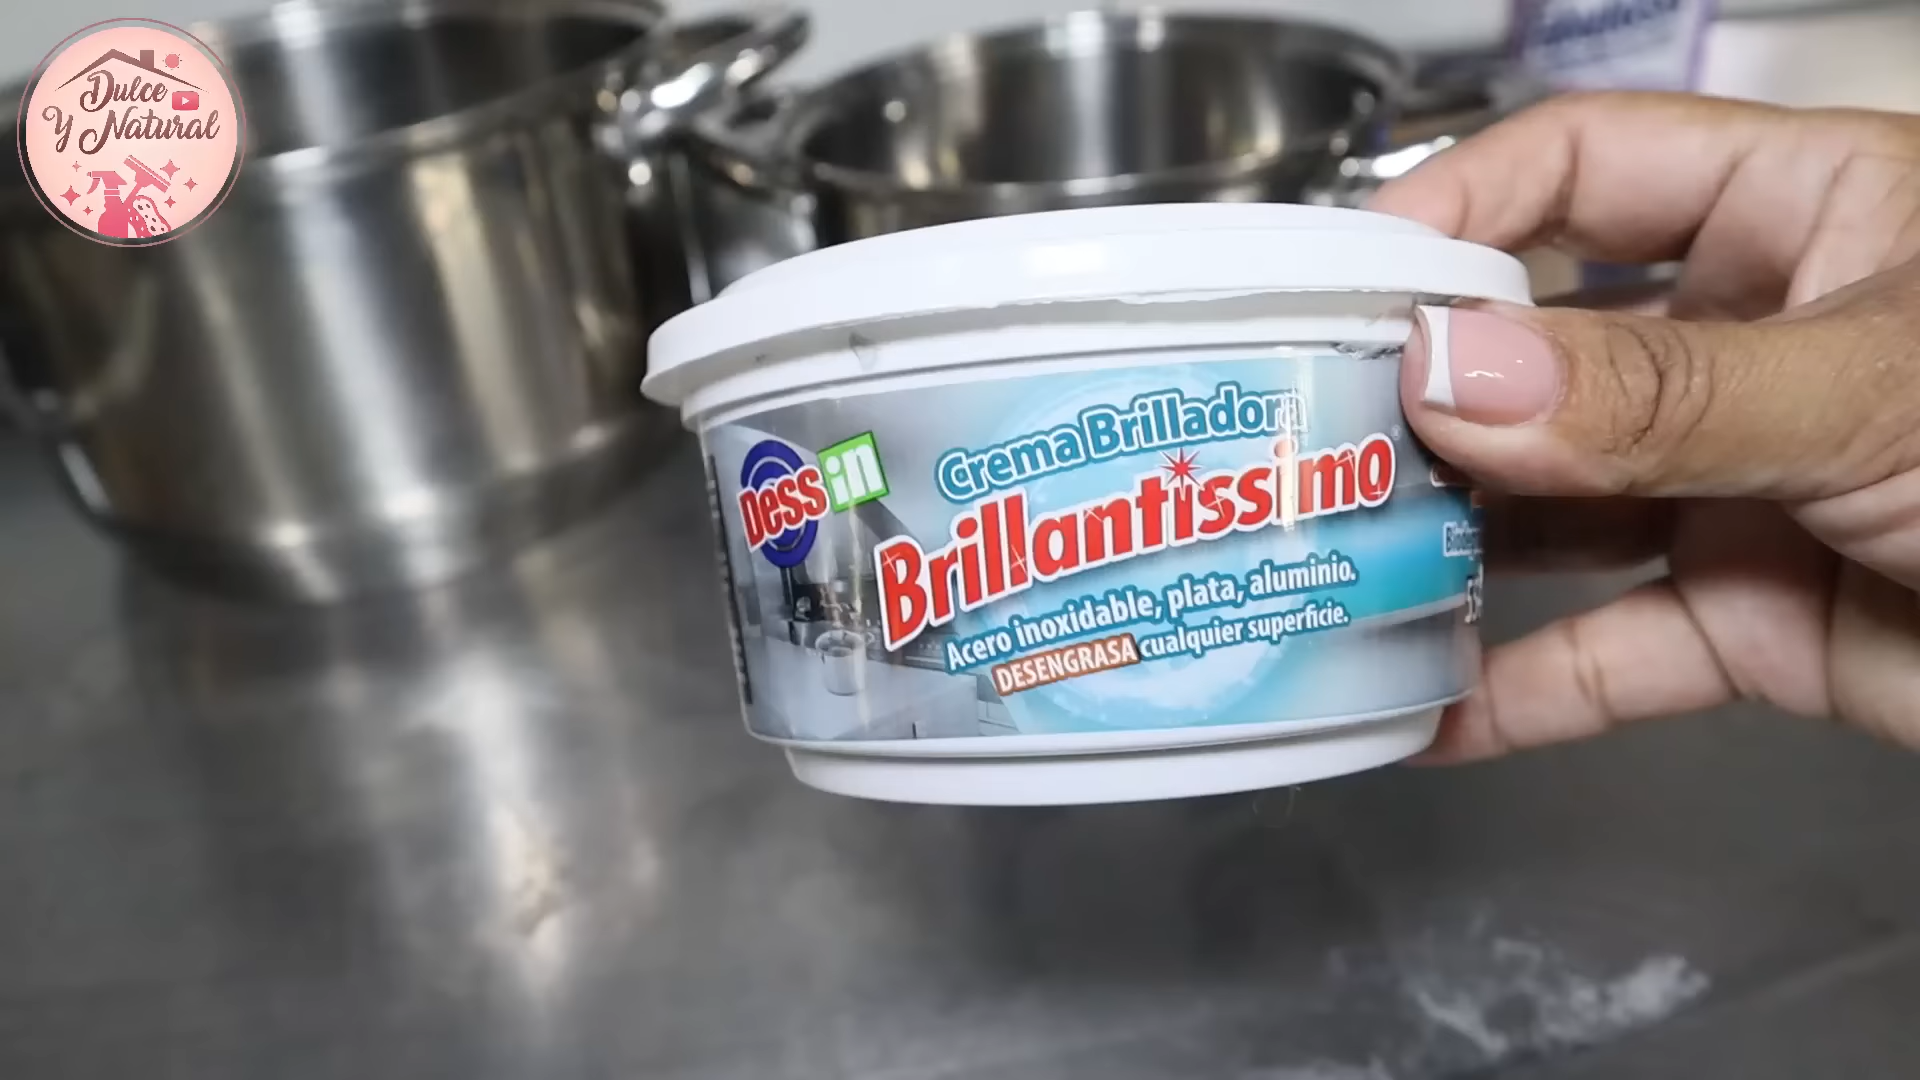 Dulce
Y Natural
Dess in
Crema Brilladora
Brillantissimo
Acero inoxidable, plata, aluminio.
DESENGRASA cualquier superficie.